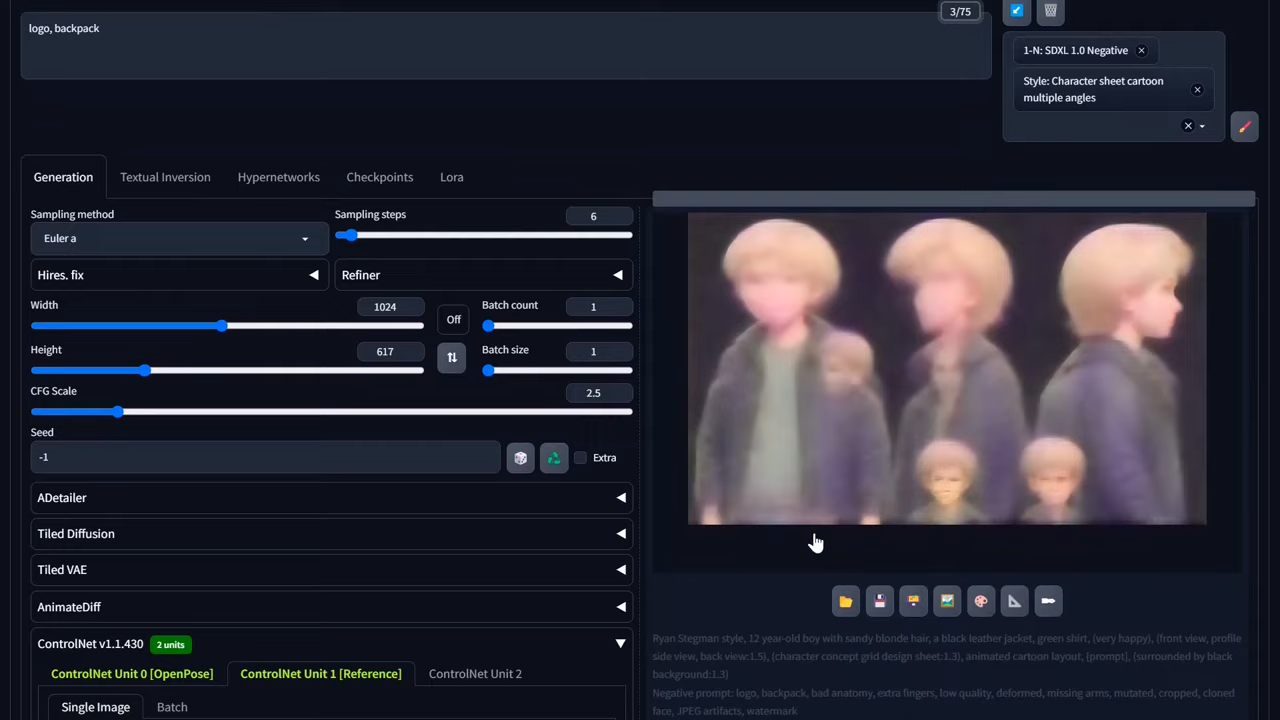 3/75
logo, backpack
1-N: SDXL 1.0 Negative
Style: Character sheet cartoon
multiple angles
Generation
Textual Inversion
Hypernetworks
Checkpoints
Lora
Sampling method
Euler a
Sampling steps
6
Hires. fix
Refiner
Width
1024
Height
617
Off
Batch count
1
Batch size
1
CFG Scale
2.5
Seed
-1
Extra
ADetailer
Tiled Diffusion
Tiled VAE
AnimateDiff
ControlNet v1.1.430
2 units
ControlNet Unit 0 [OpenPose]
ControlNet Unit 1 [Reference]
ControlNet Unit 2
Single Image
Batch
Ryan Stegman style, 12 year-old boy with sandy blonde hair, a black leather jacket, green shirt, (very happy), (front view, profile
side view, back view:1.5), (character concept grid design sheet:1.3), animated cartoon layout, {prompt}, (surrounded by black
background:1.3)
Negative prompt: logo, backpack, bad anatomy, extra fingers, low quality, deformed, missing arms, mutated, cropped, cloned
face, JPEG artifacts, watermark